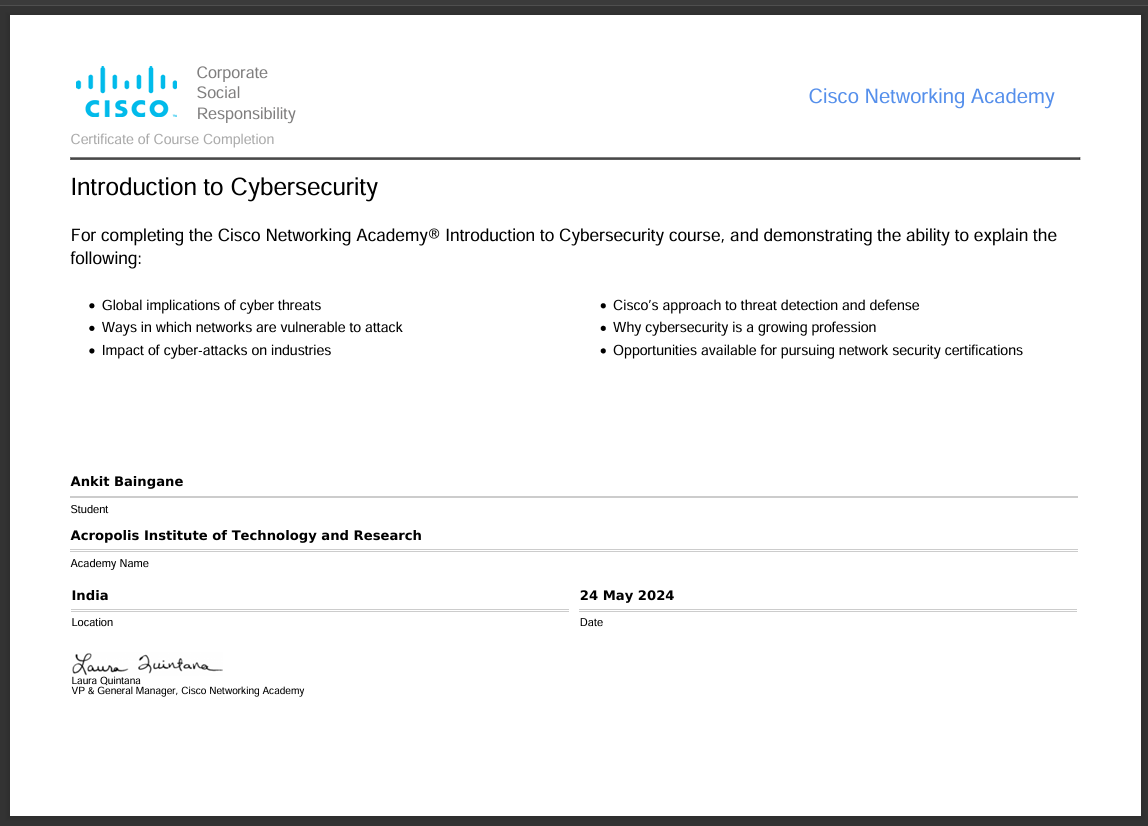 Corporate
Social
Responsibility
CISCO™
Cisco Networking Academy
Certificate of Course Completion
Introduction to Cybersecurity
For completing the Cisco Networking Academy® Introduction to Cybersecurity course, and demonstrating the ability to explain the
following:
• Global implications of cyber threats
• Ways in which networks are vulnerable to attack
• Impact of cyber-attacks on industries
• Cisco’s approach to threat detection and defense
• Why cybersecurity is a growing profession
• Opportunities available for pursuing network security certifications
Ankit Baingane
Student
Acropolis Institute of Technology and Research
Academy Name
India
Location
24 May 2024
Date
Laura Quintana
Laura Quintana
VP & General Manager, Cisco Networking Academy